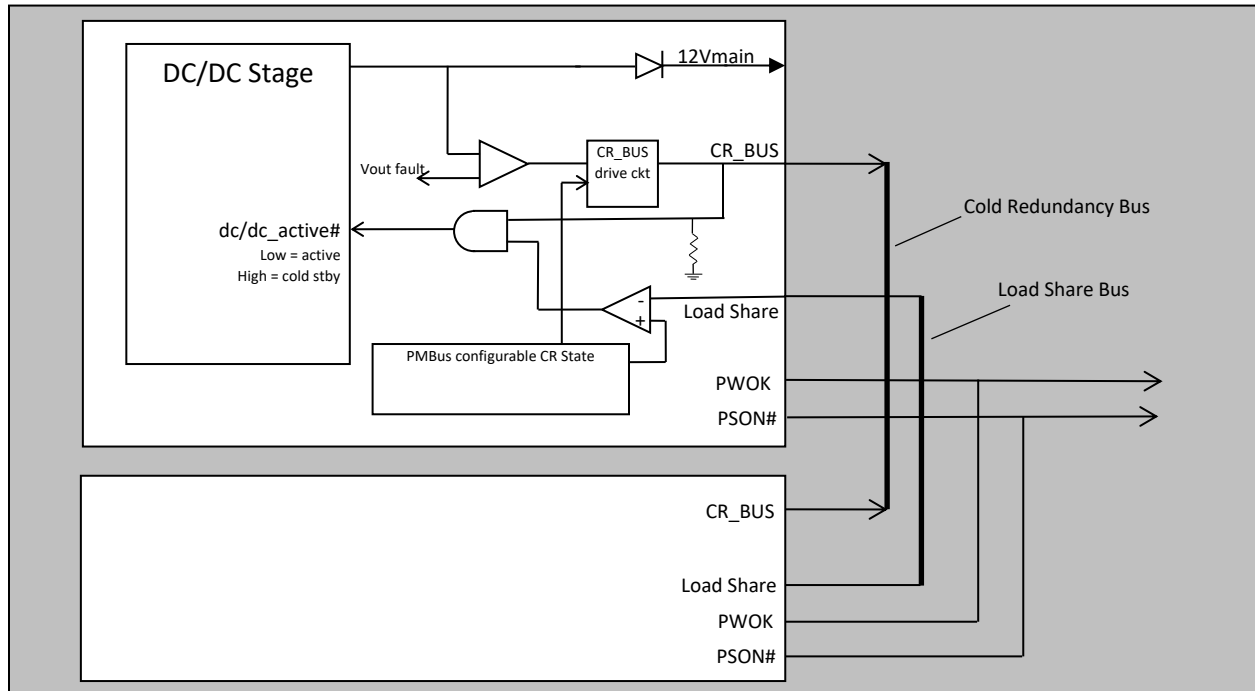 DC/DC Stage
12Vmain
Vout fault
CR_BUS
drive ckt
CR_BUS
dc/dc_active#
Low = active
High = cold stby
-
+
Load Share
PMBus configurable CR State
PWOK
PSON#
Cold Redundancy Bus
Load Share Bus
CR_BUS
Load Share
PWOK
PSON#